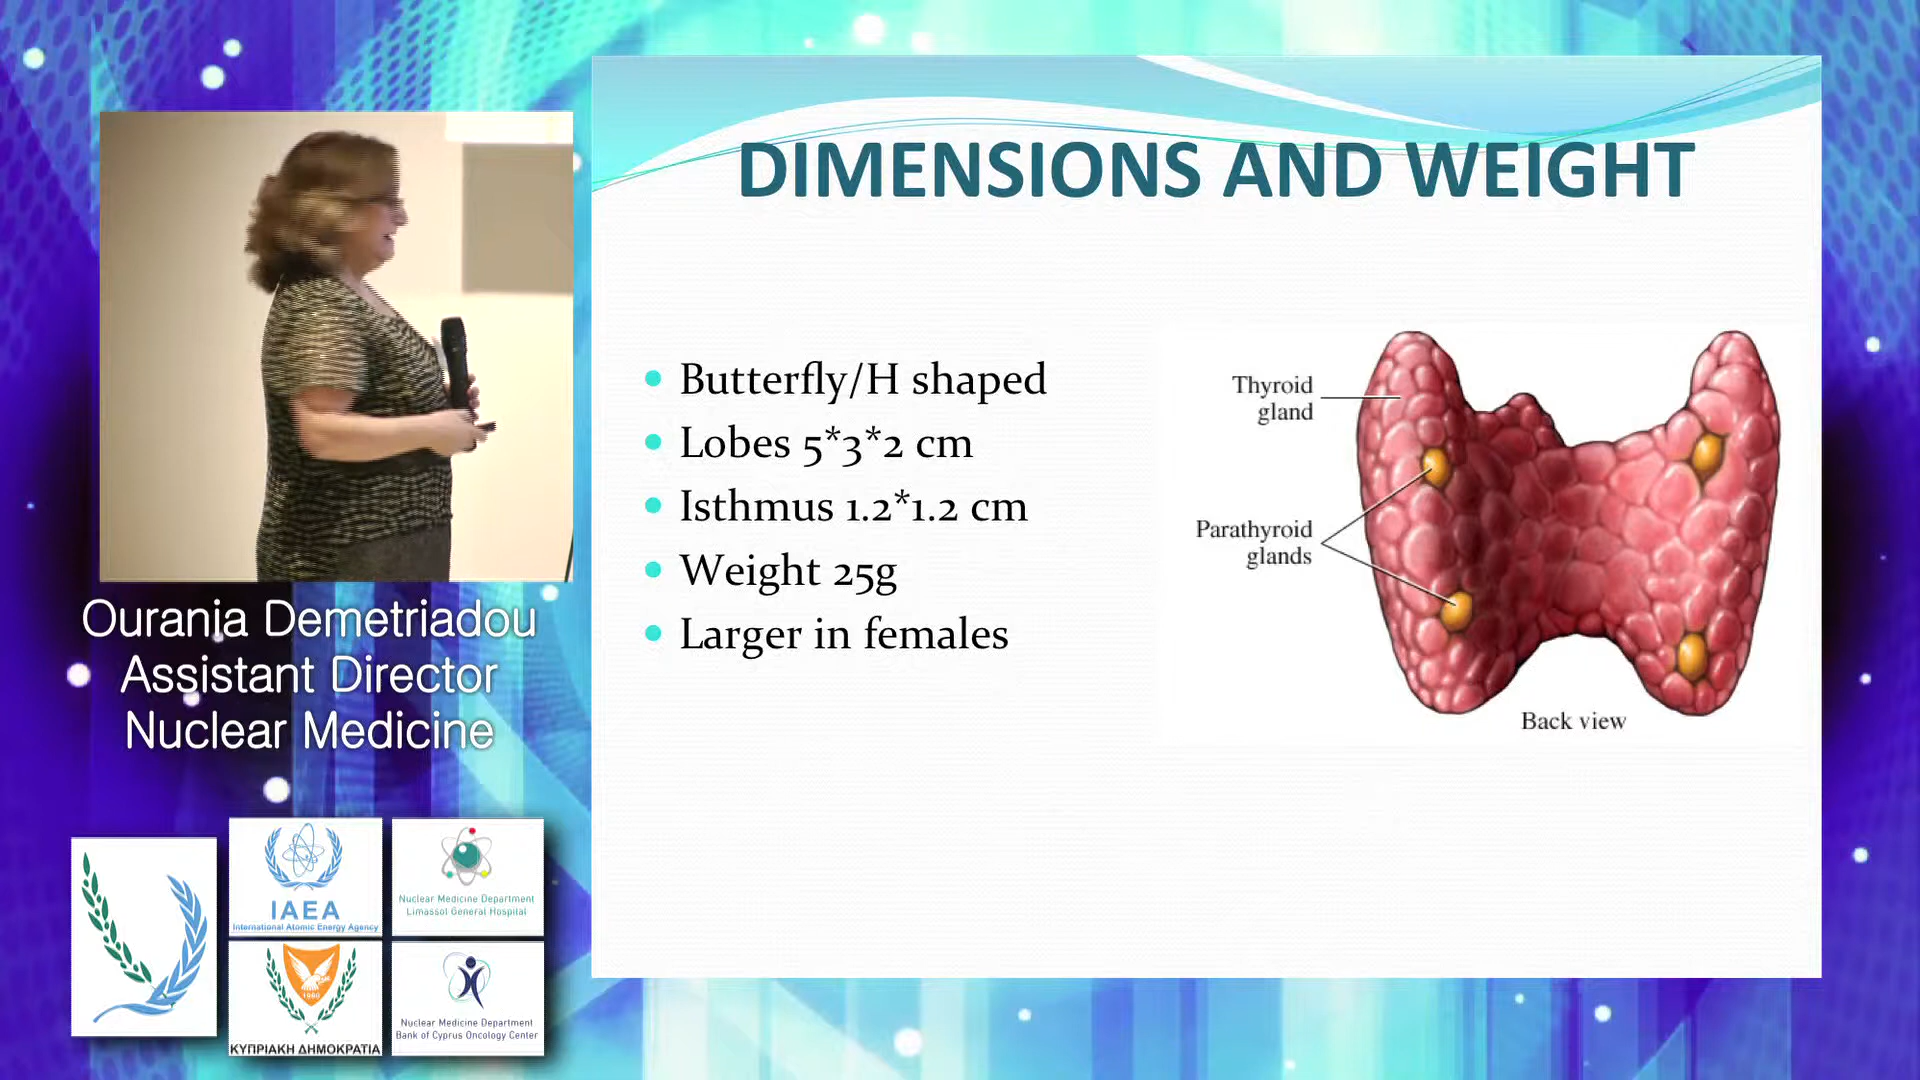 DIMENSIONS AND WEIGHT
Butterfly/H shaped
Lobes 5*3*2 cm
Isthmus 1.2*1.2 cm
Weight 25g
Larger in females
Thyroid
gland
Parathyroid
glands
Back view
Ourania Demetriadou
Assistant Director
Nuclear Medicine
IAEA
International Atomic Energy Agency
Nuclear Medicine Department
Limassol General Hospital
1960
ΚΥΠΡΙΑΚΗ ΔΗΜΟΚΡΑΤΙΑ
Nuclear Medicine Department
Bank of Cyprus Oncology Center